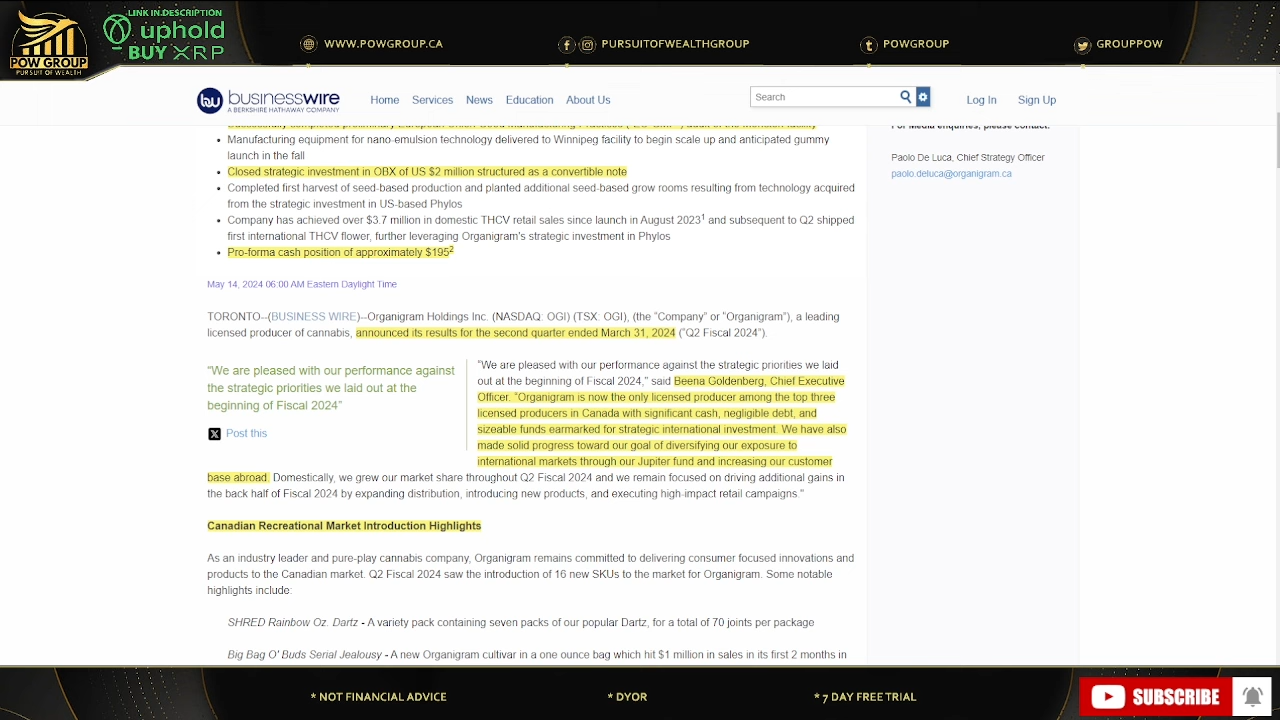 LINK IN DESCRIPTION
uphold
BUY XRP
POW GROUP
PURSUIT OF WEALTH
WWW.POWGROUP.CA
PURSUITOFWEALTHGROUP
POWGROUP
GROUPPOW
businesswire
A BERKSHIRE HATHAWAY COMPANY
Home Services News Education About Us
Search
Log In Sign Up
Manufacturing equipment for nano-emulsion technology delivered to Winnipeg facility to begin scale up and anticipated gummy
launch in the fall
Closed strategic investment in OBX of US $2 million structured as a convertible note
Completed first harvest of seed-based production and planted additional seed-based grow rooms resulting from technology acquired
from the strategic investment in US-based Phylos
Company has achieved over $3.7 million in domestic THCV retail sales since launch in August 2023¹ and subsequent to Q2 shipped
first international THCV flower, further leveraging Organigram's strategic investment in Phylos
Pro-forma cash position of approximately $195²
For Media enquiries, please contact:
Paolo De Luca, Chief Strategy Officer
paolo.deluca@organigram.ca
May 14, 2024 06:00 AM Eastern Daylight Time
TORONTO--(BUSINESS WIRE)--Organigram Holdings Inc. (NASDAQ: OGI) (TSX: OGI), (the “Company” or “Organigram”), a leading
licensed producer of cannabis, announced its results for the second quarter ended March 31, 2024 (“Q2 Fiscal 2024”).
“We are pleased with our performance against
the strategic priorities we laid out at the
beginning of Fiscal 2024”
Post this
“We are pleased with our performance against the strategic priorities we laid
out at the beginning of Fiscal 2024,” said Beena Goldenberg, Chief Executive
Officer. “Organigram is now the only licensed producer among the top three
licensed producers in Canada with significant cash, negligible debt, and
sizeable funds earmarked for strategic international investment. We have also
made solid progress toward our goal of diversifying our exposure to
international markets through our Jupiter fund and increasing our customer
base abroad. Domestically, we grew our market share throughout Q2 Fiscal 2024 and we remain focused on driving additional gains in
the back half of Fiscal 2024 by expanding distribution, introducing new products, and executing high-impact retail campaigns.”
Canadian Recreational Market Introduction Highlights
As an industry leader and pure-play cannabis company, Organigram remains committed to delivering consumer focused innovations and
products to the Canadian market. Q2 Fiscal 2024 saw the introduction of 16 new SKUs to the market for Organigram. Some notable
highlights include:
SHRED Rainbow Oz. Dartz - A variety pack containing seven packs of our popular Dartz, for a total of 70 joints per package
Big Bag O' Buds Serial Jealousy - A new Organigram cultivar in a one ounce bag which hit $1 million in sales in its first 2 months in
* NOT FINANCIAL ADVICE
* DYOR
* 7 DAY FREE TRIAL
SUBSCRIBE